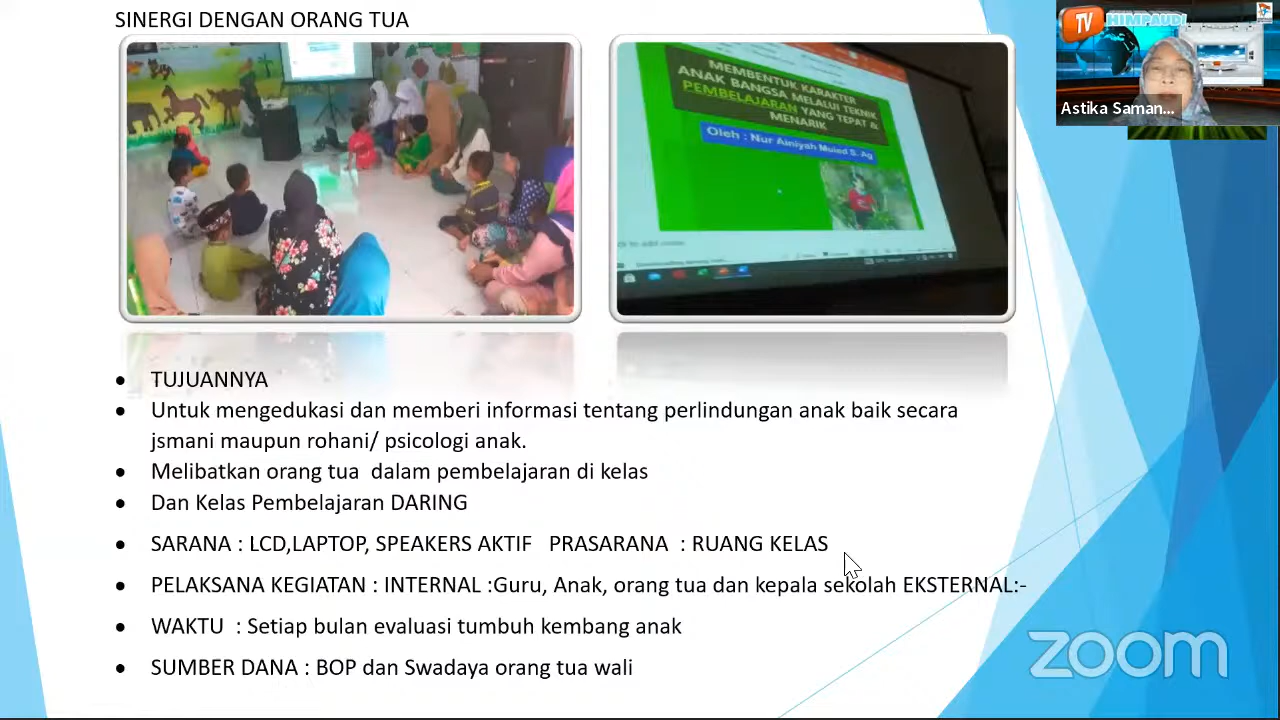 SINERGI DENGAN ORANG TUA
TV
HIMPAUDI
Astika Saman...
MEMBENTUK KARAKTER
ANAK BANGSA MELALUI TEKNIK
PEMBELAJARAN YANG TEPAT &
MENARIK
Oleh : Nur Ainiyah Muied S. Ag
• TUJUANNYA
• Untuk mengedukasi dan memberi informasi tentang perlindungan anak baik secara
jsmani maupun rohani/ psicologi anak.
• Melibatkan orang tua dalam pembelajaran di kelas
• Dan Kelas Pembelajaran DARING
• SARANA : LCD,LAPTOP, SPEAKERS AKTIF PRASARANA : RUANG KELAS
• PELAKSANA KEGIATAN : INTERNAL :Guru, Anak, orang tua dan kepala sekolah EKSTERNAL:-
• WAKTU : Setiap bulan evaluasi tumbuh kembang anak
• SUMBER DANA : BOP dan Swadaya orang tua wali
zoom